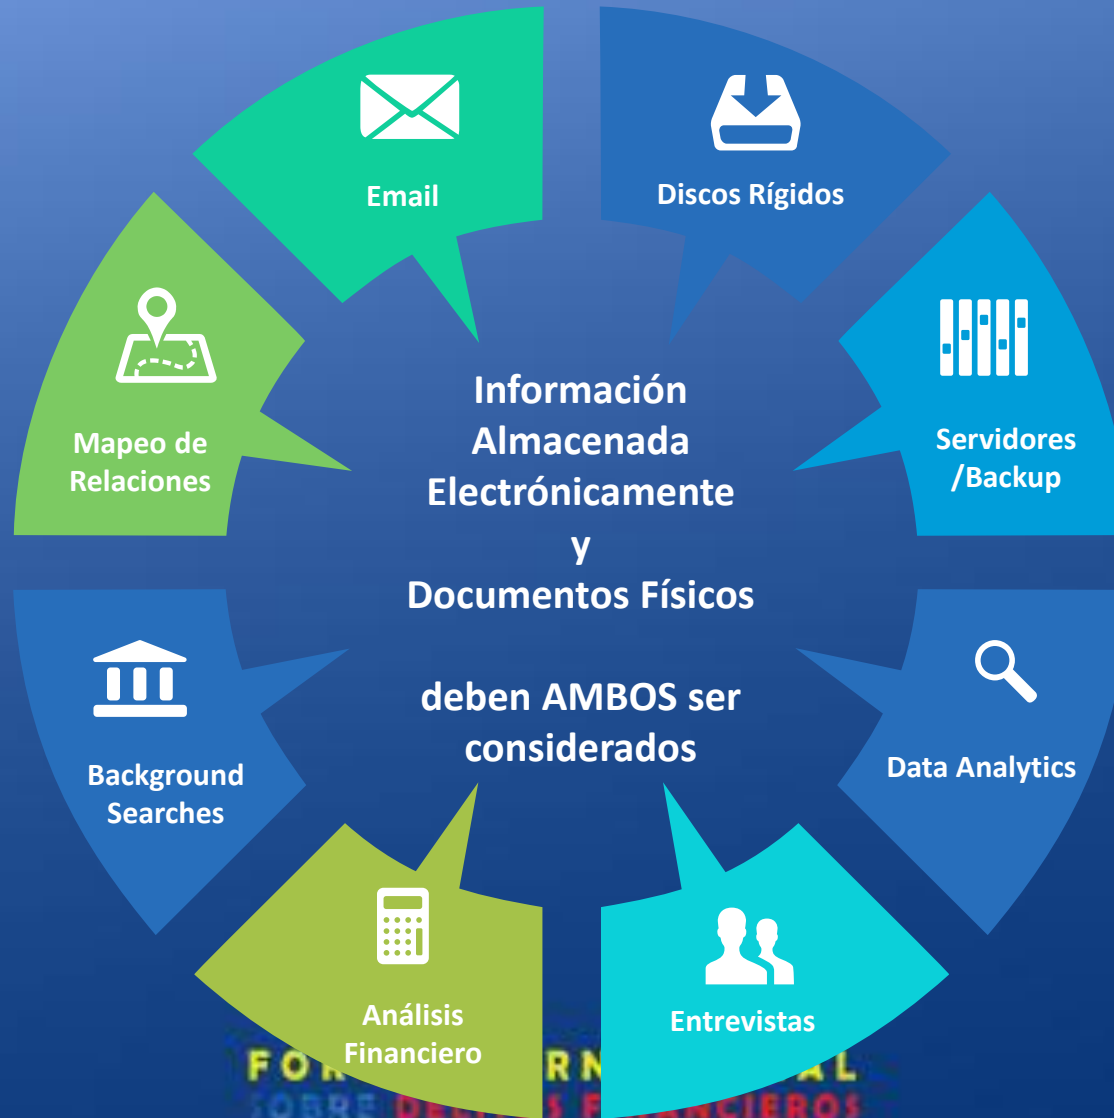 Email
Discos Rígidos
Mapeo de
Relaciones
Servidores
/Backup
Información
Almacenada
Electrónicamente
y
Documentos Físicos
deben AMBOS ser
considerados
Background
Searches
Data Analytics
Análisis
Financiero
Entrevistas
SOBRE